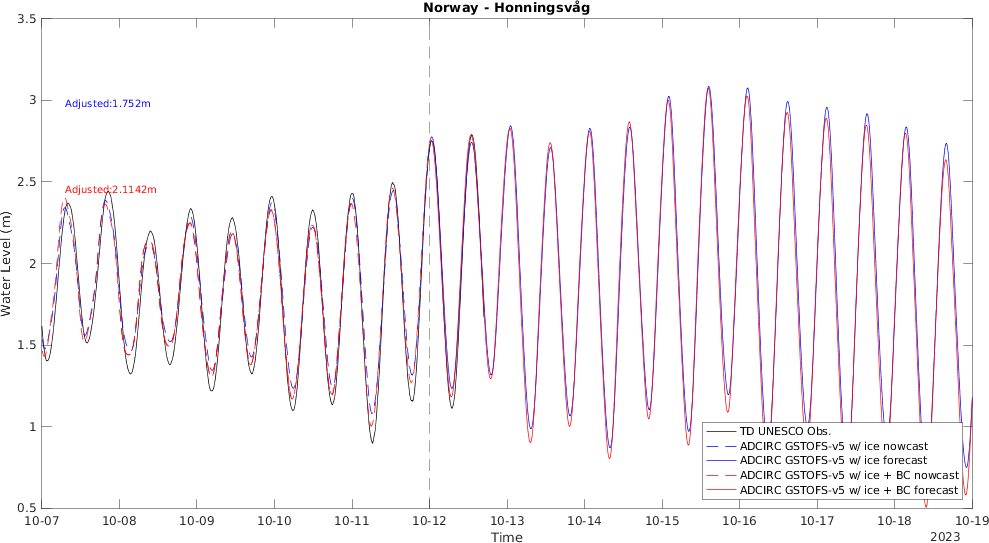 Norway - Honningsvåg
3.5
3
2.5
2
1.5
1
0.5
Water Level (m)
Adjusted:1.752m
Adjusted:2.1142m
TD UNESCO Obs.
ADCIRC GSTOFS-v5 w/ ice nowcast
ADCIRC GSTOFS-v5 w/ ice forecast
ADCIRC GSTOFS-v5 w/ ice + BC nowcast
ADCIRC GSTOFS-v5 w/ ice + BC forecast
10-07 10-08 10-09 10-10 10-11 10-12 10-13 10-14 10-15 10-16 10-17 10-18 10-19
Time
2023